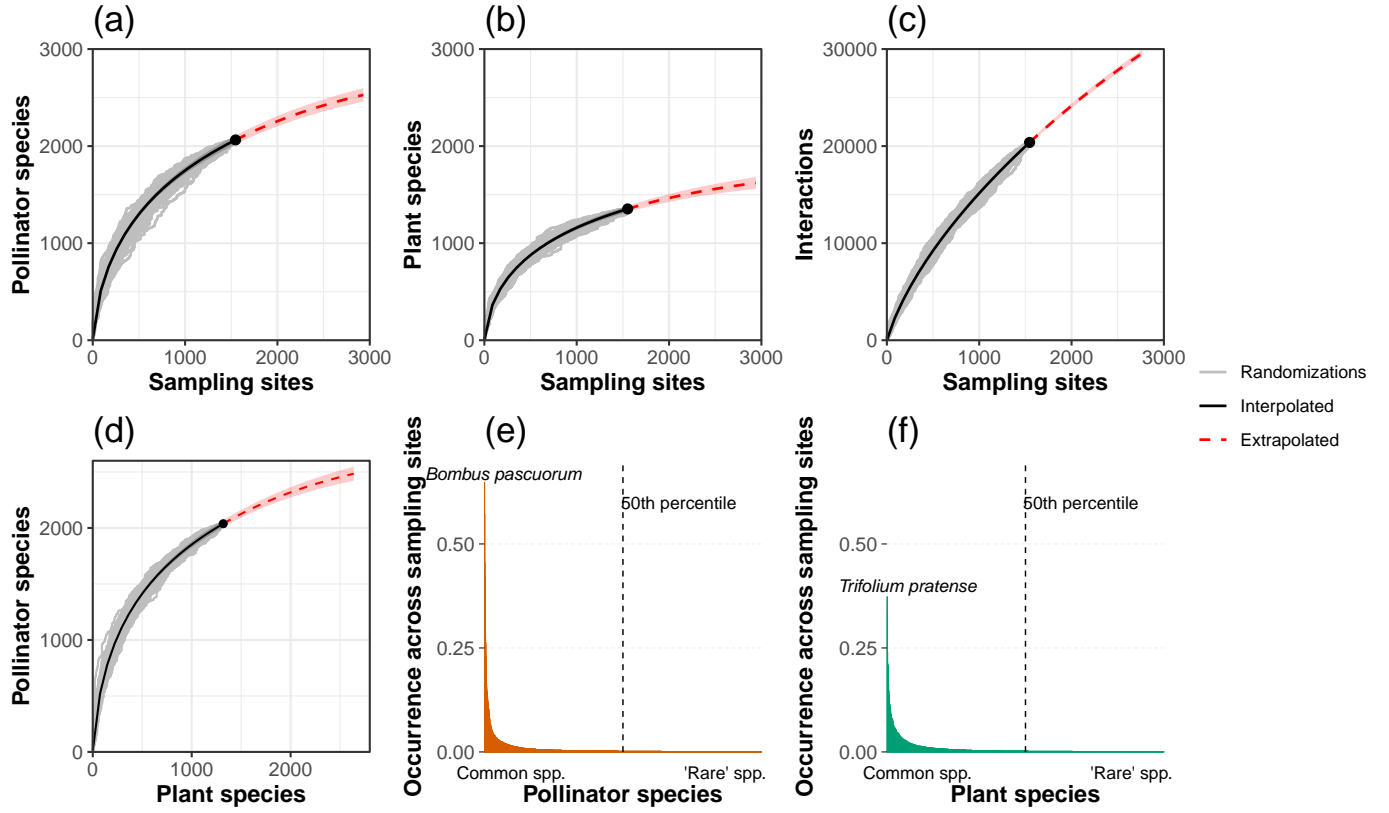 (a)
(b)
(c)
3000
2000
1000
0
Pollinator species
0
1000
2000
3000
Sampling sites
3000
2000
1000
0
Plant species
0
1000
2000
3000
Sampling sites
30000
20000
10000
0
Interactions
0
1000
2000
3000
Sampling sites
Randomizations
Interpolated
Extrapolated
(d)
(e)
(f)
2000
1000
0
Pollinator species
0
1000
2000
Plant species
Occurrence across sampling sites
Bombus pascuorum
50th percentile
0.50
0.25
0.00
Common spp.
'Rare' spp.
Pollinator species
Occurrence across sampling sites
50th percentile
0.50
Trifolium pratense
0.25
0.00
Common spp.
'Rare' spp.
Plant species